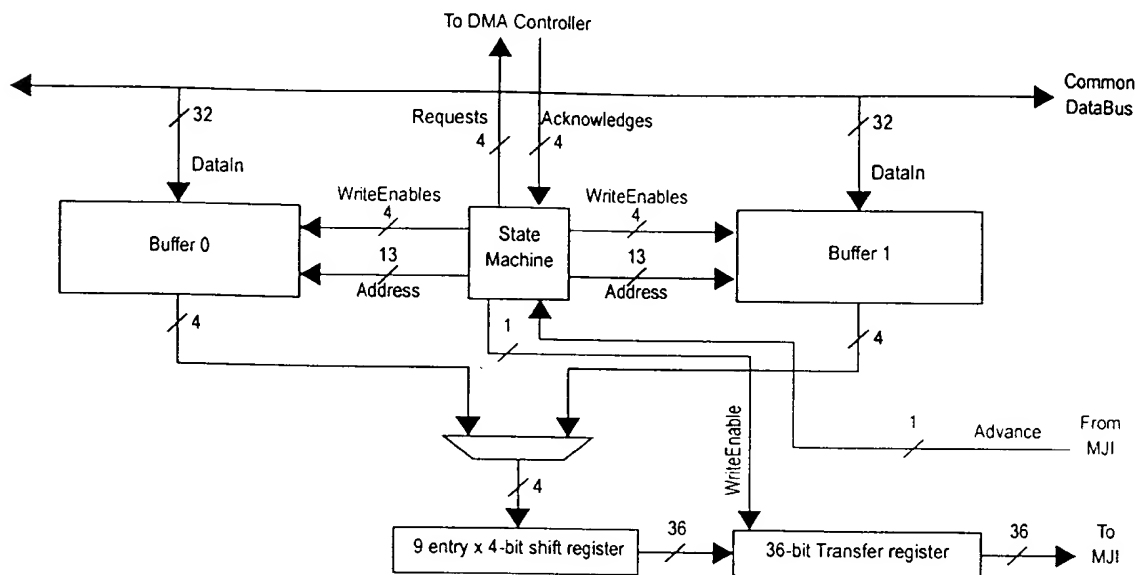 To DMA Controller
Common
DataBus
32
Requests
4
Acknowledges
4
32
DataIn
DataIn
WriteEnables
4
WriteEnables
4
Buffer 0
State
Machine
Buffer 1
13
Address
13
Address
4
1
4
WriteEnable
1
Advance
From
MJI
4
9 entry x 4-bit shift register
36
36-bit Transfer register
36
To
MJI